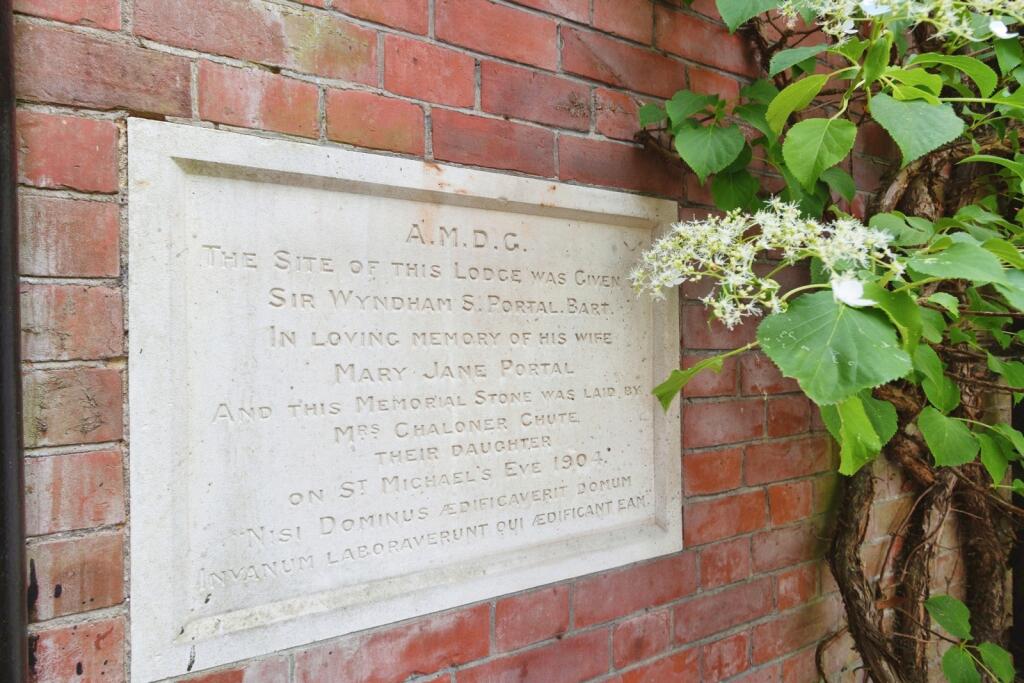 A.M.D.G.
THE SITE OF THIS LODGE WAS GIVEN
SIR WYNDHAM S. PORTAL. BART.
IN LOVING MEMORY OF HIS WIFE
MARY JANE PORTAL
AND THIS MEMORIAL STONE WAS LAID BY
MRS CHALONER CHUTE
THEIR DAUGHTER
ON ST MICHAEL'S EVE 1904.
"NISI DOMINUS ÆDIFICAVERIT DOMUM
INVANUM LABORAVERUNT QUI ÆDIFICANT EAM."